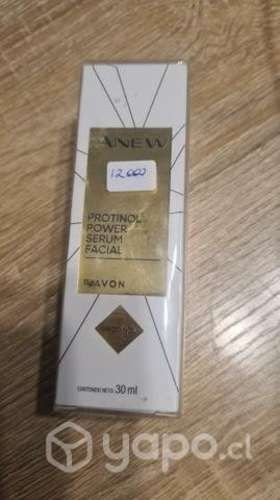 ANEW
12.000
PROTINOL
POWER
SERUM
FACIAL
AVON
CONTENIDO NETO: 30 ml
yapo.cl